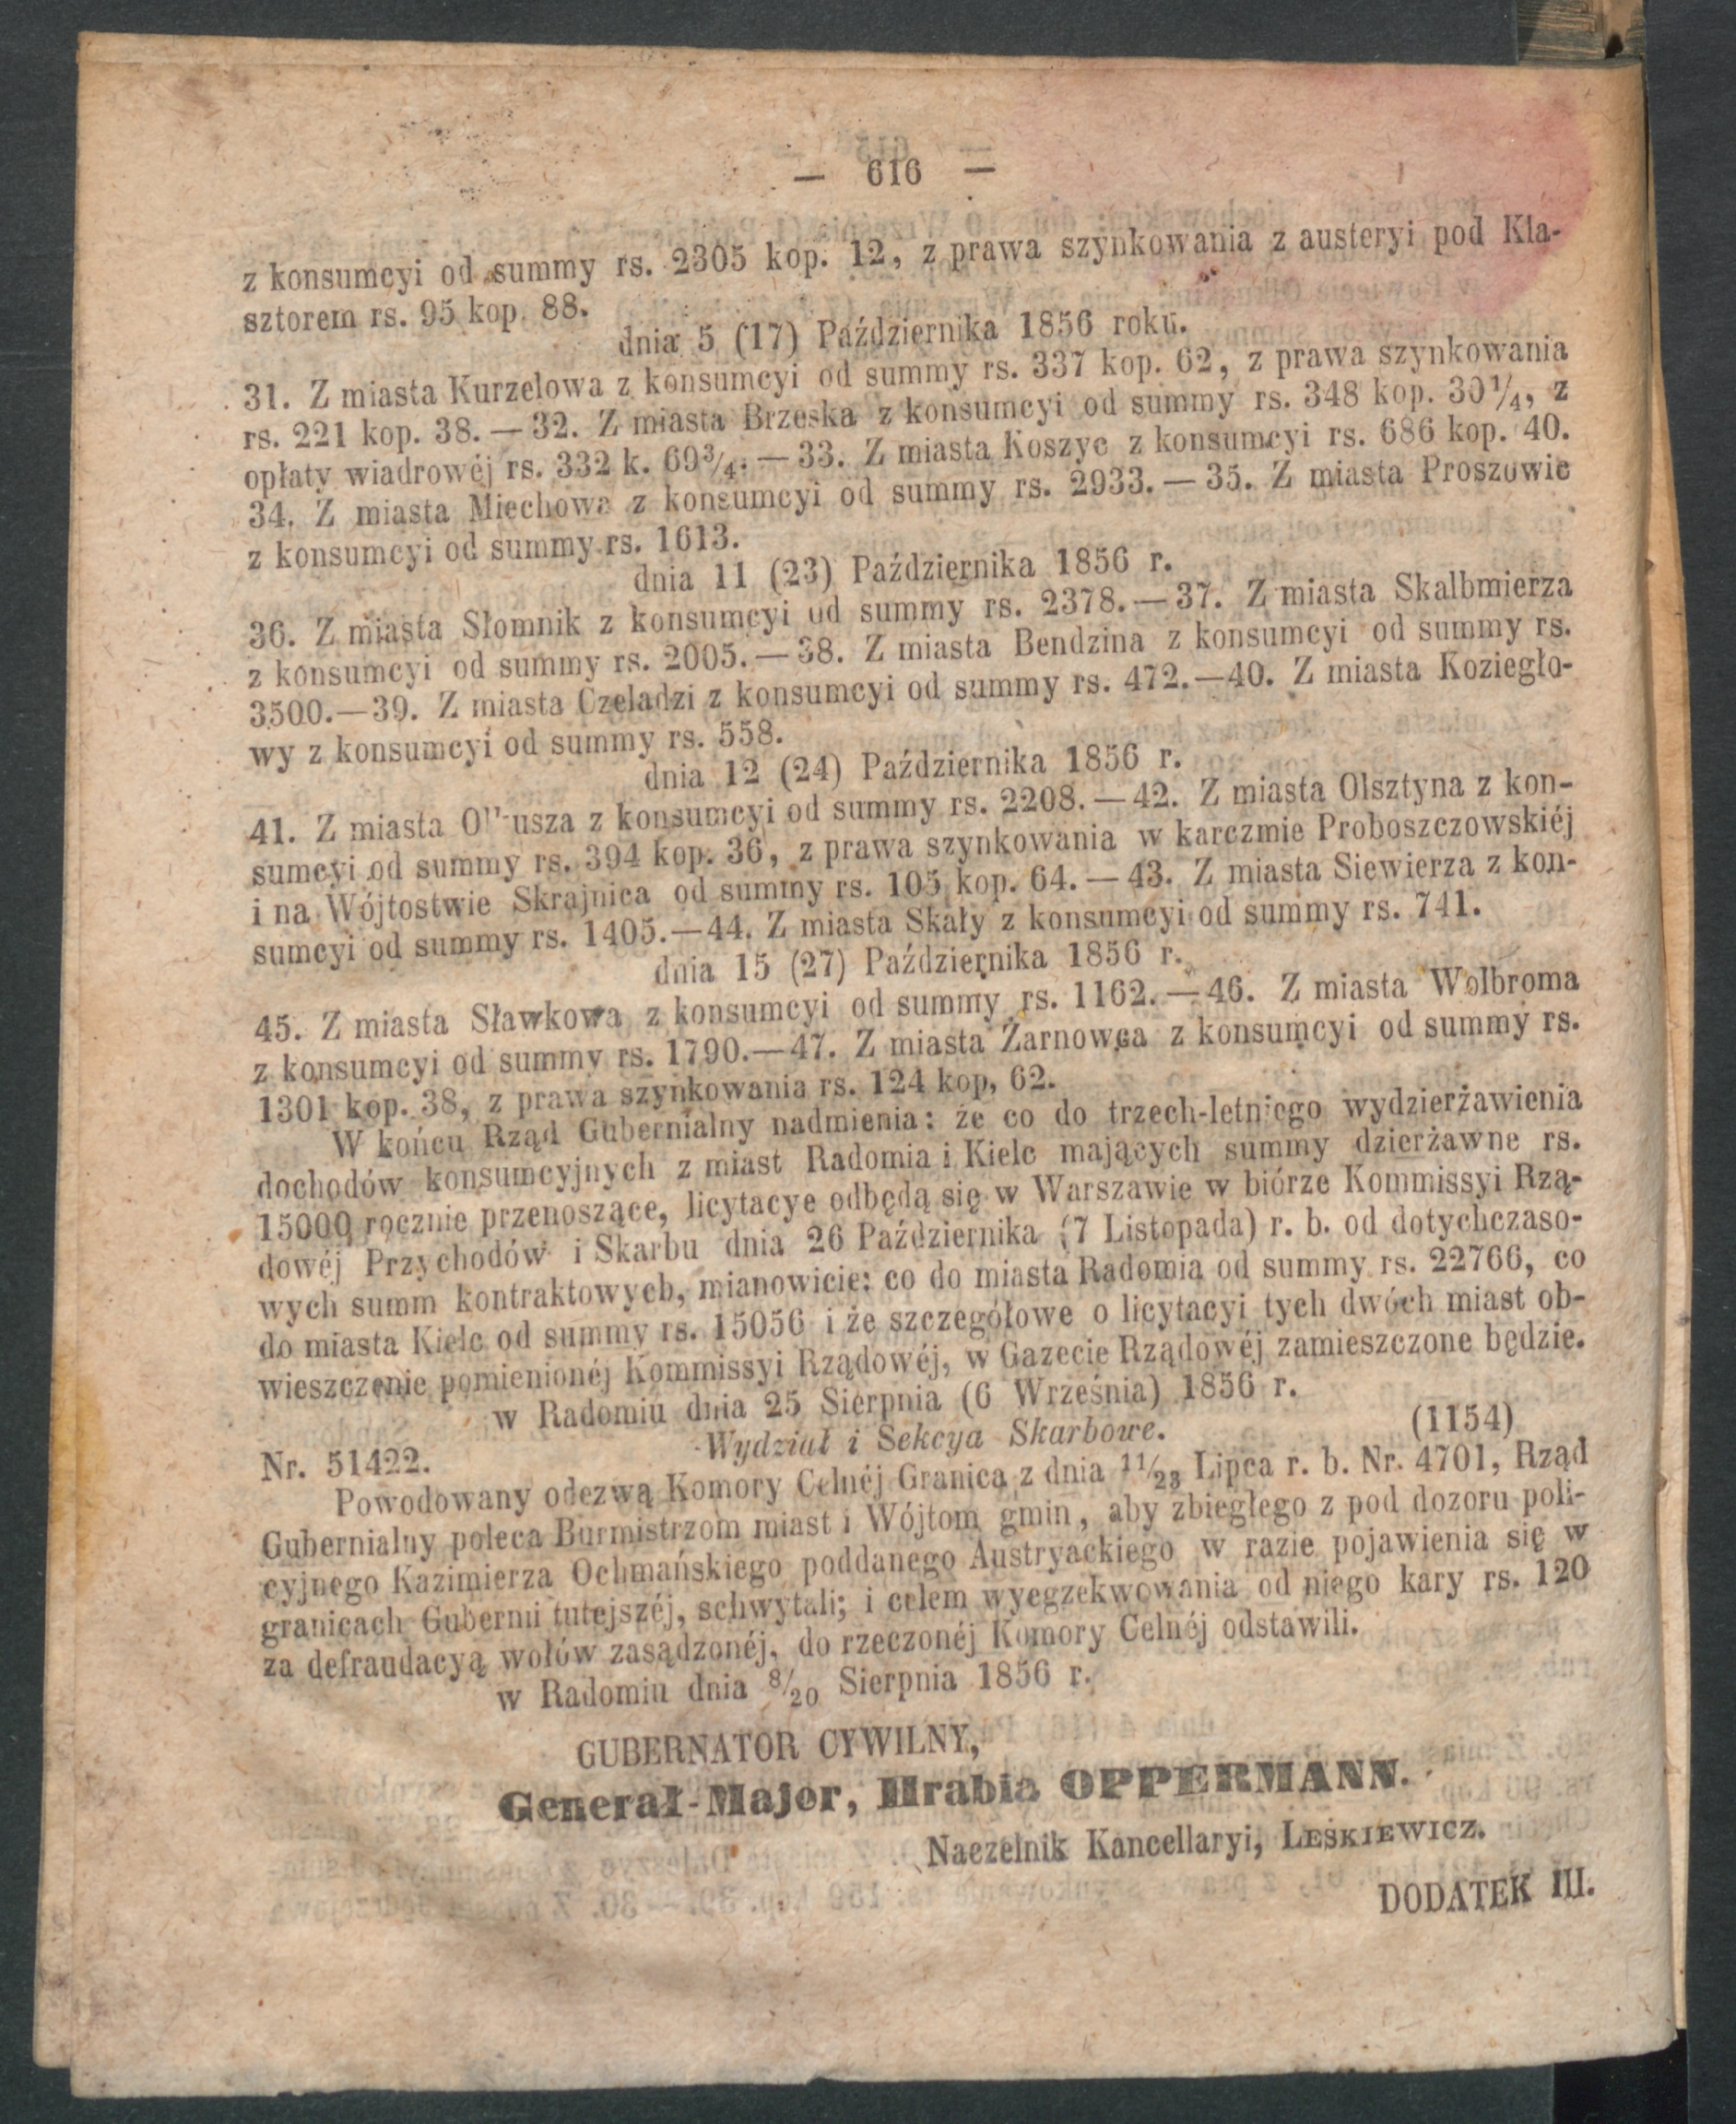 — 616 —
z konsumcyi od summy rs. 2305 kop. 12, z prawa szynkowania z austeryi pod Kla-
sztorem rs. 95 kop. 88.
dnia 5 (17) Października 1856 roku.
31. Z miasta Kurzelowa z konsumcyi od summy rs. 337 kop. 62, z prawa szynkowania
rs. 221 kop. 38. — 32. Z miasta Brzeska z konsumcyi od summy rs. 348 kop. 30 1/4, z
opłaty wiadrowéj rs. 332 k. 69 3/4. — 33. Z miasta Koszyc z konsumcyi rs. 686 kop. 40.
34. Z miasta Miechowa z konsumcyi od summy rs. 2933. — 35. Z miasta Proszowic
z konsumcyi od summy rs. 1613.
dnia 11 (23) Października 1856 r.
36. Z miasta Słomnik z konsumcyi od summy rs. 2378. — 37. Z miasta Skalbmierza
z konsumcyi od summy rs. 2005. — 38. Z miasta Bendzina z konsumcyi od summy rs.
3500.—39. Z miasta Czeladzi z konsumcyi od summy rs. 472.—40. Z miasta Koziegło-
wy z konsumcyi od summy rs. 558.
dnia 12 (24) Października 1856 r.
41. Z miasta Olkusza z konsumcyi od summy rs. 2208. — 42. Z miasta Olsztyna z kon-
sumcyi od summy rs. 394 kop. 36, z prawa szynkowania w karczmie Proboszczowskiéj
i na Wójtostwie Skrajnica od summy rs. 105 kop. 64. — 43. Z miasta Siewierza z kon-
sumcyi od summy rs. 1405.—44. Z miasta Skały z konsumcyi od summy rs. 741.
dnia 15 (27) Października 1856 r.
45. Z miasta Sławkowa z konsumcyi od summy rs. 1162. — 46. Z miasta Wolbroma
z konsumcyi od summy rs. 1790.—47. Z miasta Żarnowca z konsumcyi od summy rs.
1301 kop. 38, z prawa szynkowania rs. 124 kop, 62.
W końcu Rząd Gubernialny nadmienia: że co do trzech-letniego wydzierżawienia
dochodów konsumcyjnych z miast Radomia i Kielc mających summy dzierżawne rs.
15000 rocznie przenoszące, licytacye odbędą się w Warszawie w biórze Kommissyi Rzą-
dowéj Przychodów i Skarbu dnia 26 Października (7 Listopada) r. b. od dotychczaso-
wych summ kontraktowych, mianowicie: co do miasta Radomia od summy rs. 22766, co
do miasta Kielc od summy rs. 15056 i że szczegółowe o licytacyi tych dwóch miast ob-
wieszczenie pomienionéj Kommissyi Rządowéj, w Gazecie Rządowéj zamieszczone będzie.
w Radomiu dnia 25 Sierpnia (6 Września) 1856 r.
Wydział i Sekcya Skarbowe. (1154)
Nr. 51422.
Powodowany odezwą Komory Celnéj Granica z dnia 11/23 Lipca r. b. Nr. 4701, Rząd
Gubernialny poleca Burmistrzom miast i Wójtom gmin, aby zbiegłego z pod dozoru poli-
cyjnego Kazimierza Ochmańskiego poddanego Austryackiego w razie pojawienia się w
granicach Gubernii tutejszéj, schwytali; i celem wyegzekwowania od niego kary rs. 120
za defraudacyą wołów zasądzonéj, do rzeczonéj Komory Celnéj odstawili.
w Radomiu dnia 8/20 Sierpnia 1856 r.
GUBERNATOR CYWILNY,
Generał-Major, Hrabia OPPERMANN.
Naczelnik Kancellaryi, LESKIEWICZ.
DODATEK III.